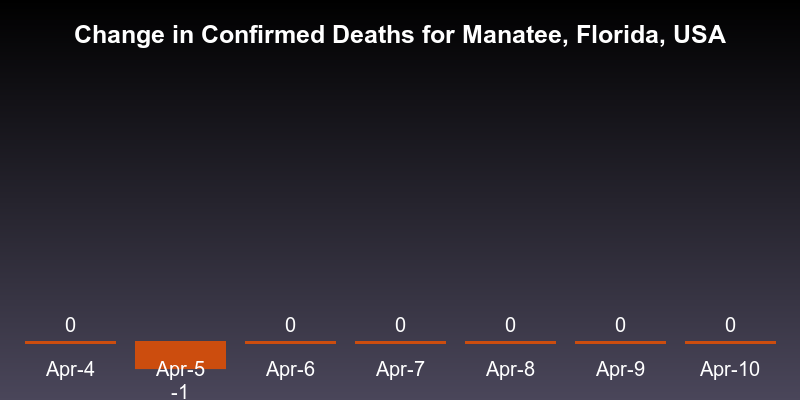 Change in Confirmed Deaths for Manatee, Florida, USA
0 0 0 0 0 0
Apr-4 Apr-5 Apr-6 Apr-7 Apr-8 Apr-9 Apr-10
-1